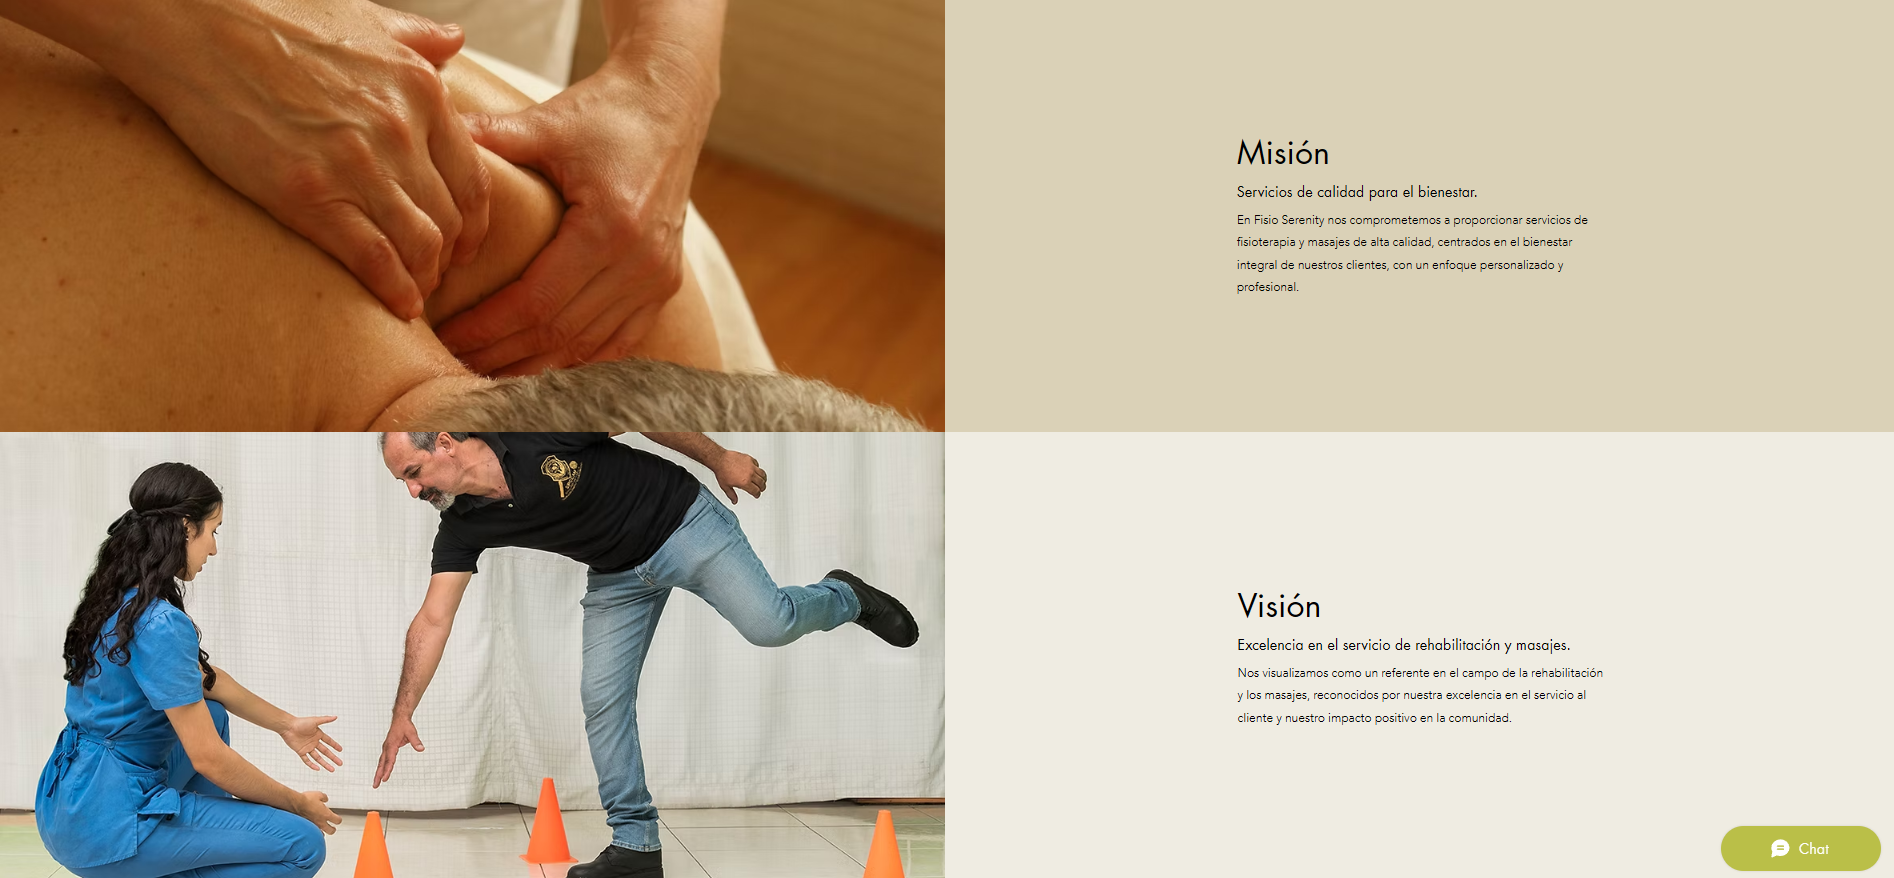 Misión
Servicios de calidad para el bienestar.
En Fisio Serenity nos comprometemos a proporcionar servicios de
fisioterapia y masajes de alta calidad, centrados en el bienestar
integral de nuestros clientes, con un enfoque personalizado y
profesional.
Visión
Excelencia en el servicio de rehabilitación y masajes.
Nos visualizamos como un referente en el campo de la rehabilitación
y los masajes, reconocidos por nuestra excelencia en el servicio al
cliente y nuestro impacto positivo en la comunidad.
Chat